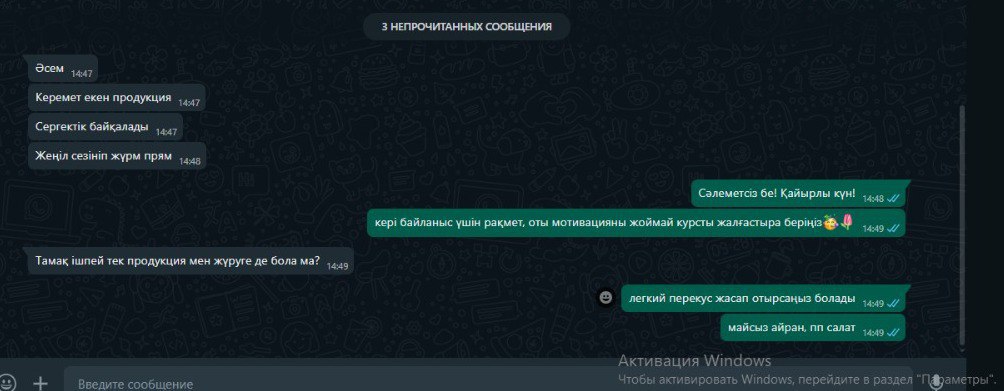 3 НЕПРОЧИТАННЫХ СООБЩЕНИЯ
Әсем 14:47
Керемет екен продукция 14:47
Сергектік байқалады 14:47
Жеңіл сезініп жүрм прям 14:48
Сәлеметсіз бе! Қайырлы күн! 14:48
кері байланыс үшін рақмет, оты мотивацияны жоймай курсты жалғастыра беріңіз🥳🌷 14:49
Тамақ ішпей тек продукция мен жүруге де бола ма? 14:49
легкий перекус жасап отырсаңыз болады 14:49
майсыз айран, пп салат 14:49
Активация Windows
Чтобы активировать Windows, перейдите в раздел "Параметры".
Введите сообщение